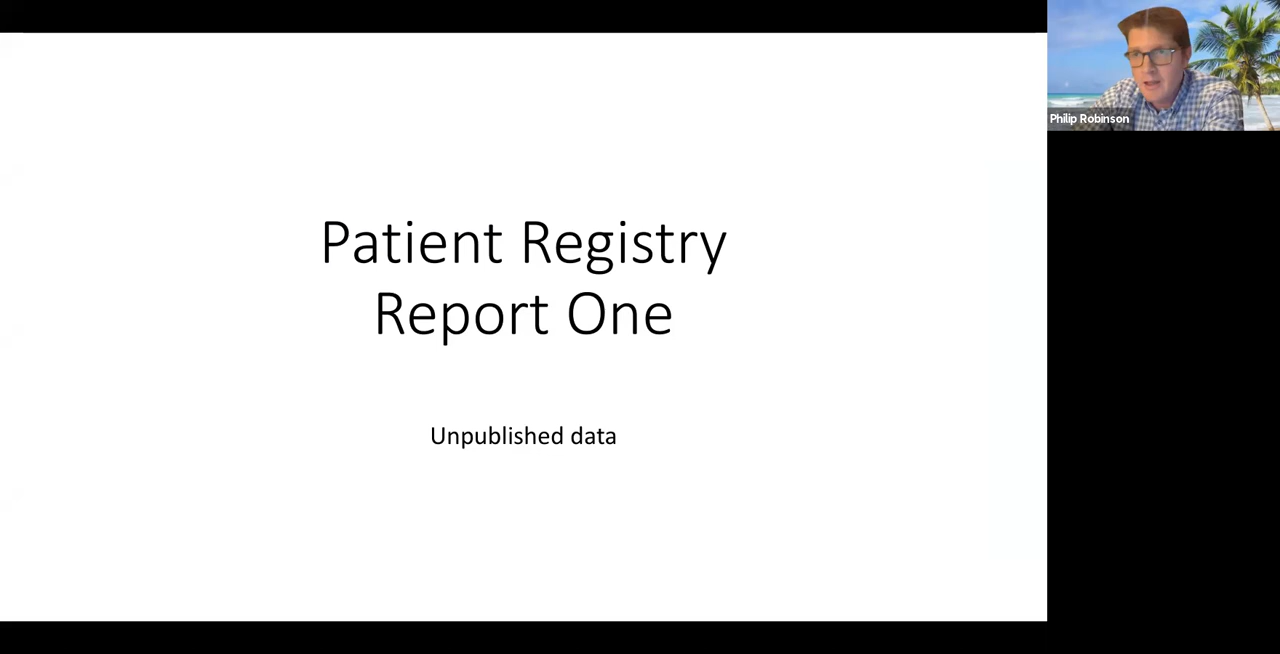 Patient Registry
Report One
Unpublished data
Philip Robinson